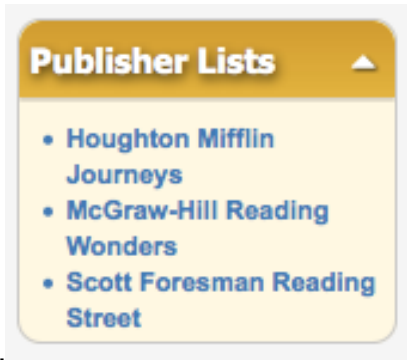 Publisher Lists
• Houghton Mifflin
Journeys
• McGraw-Hill Reading
Wonders
• Scott Foresman Reading
Street
.